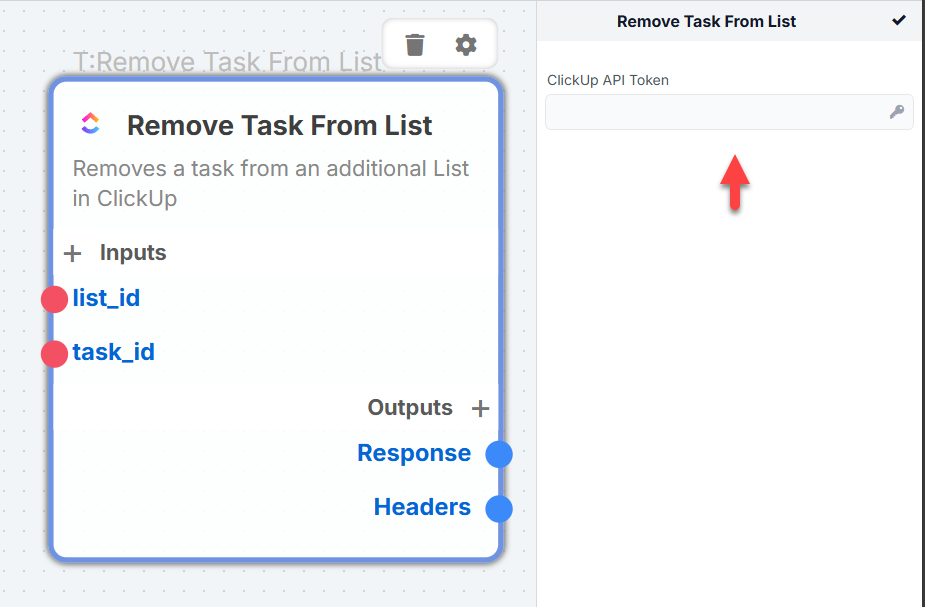 T:Remove Task From List
Remove Task From List
Removes a task from an additional List
in ClickUp
Inputs
list_id
task_id
Outputs
Response
Headers
Remove Task From List
ClickUp API Token